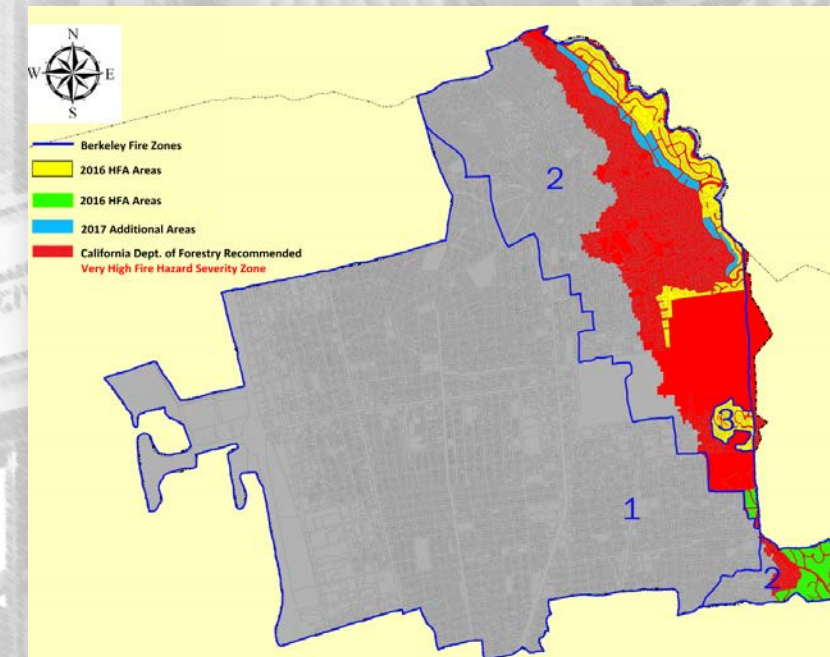 N
W E
S
Berkeley Fire Zones
2016 HFA Areas
2016 HFA Areas
2017 Additional Areas
California Dept. of Forestry Recommended
Very High Fire Hazard Severity Zone
2
3
1
2